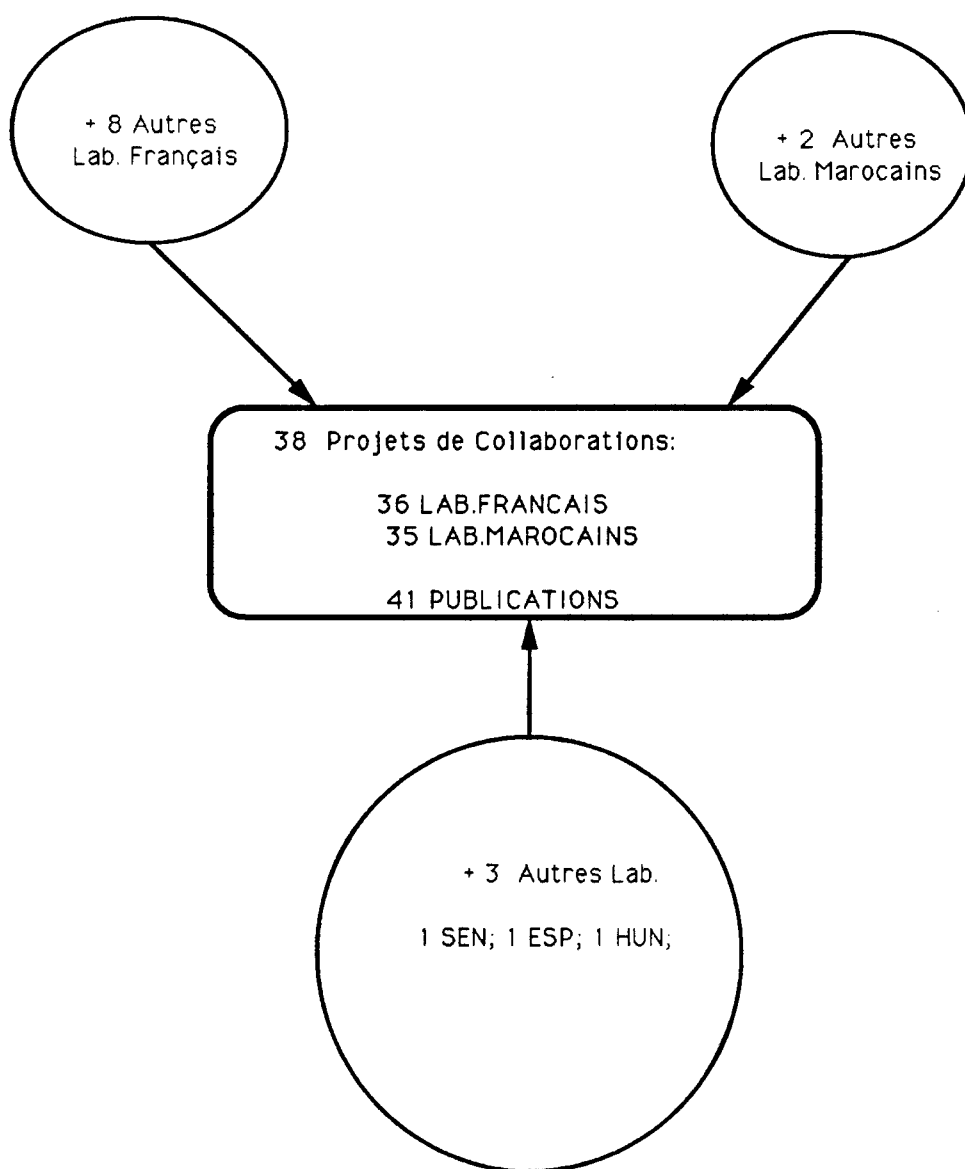 + 8 Autres
Lab. Français
+ 2 Autres
Lab. Marocains
38 Projets de Collaborations:
36 LAB.FRANCAIS
35 LAB.MAROCAINS
41 PUBLICATIONS
+ 3 Autres Lab.
1 SEN; 1 ESP; 1 HUN;